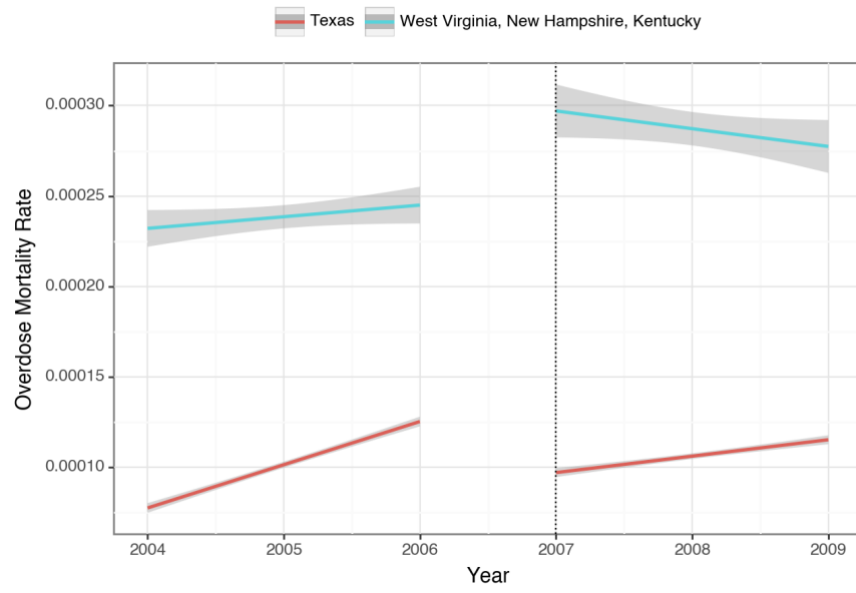 Texas
West Virginia, New Hampshire, Kentucky
0.00030
0.00025
0.00020
0.00015
0.00010
Overdose Mortality Rate
2004 2005 2006 2007 2008 2009
Year